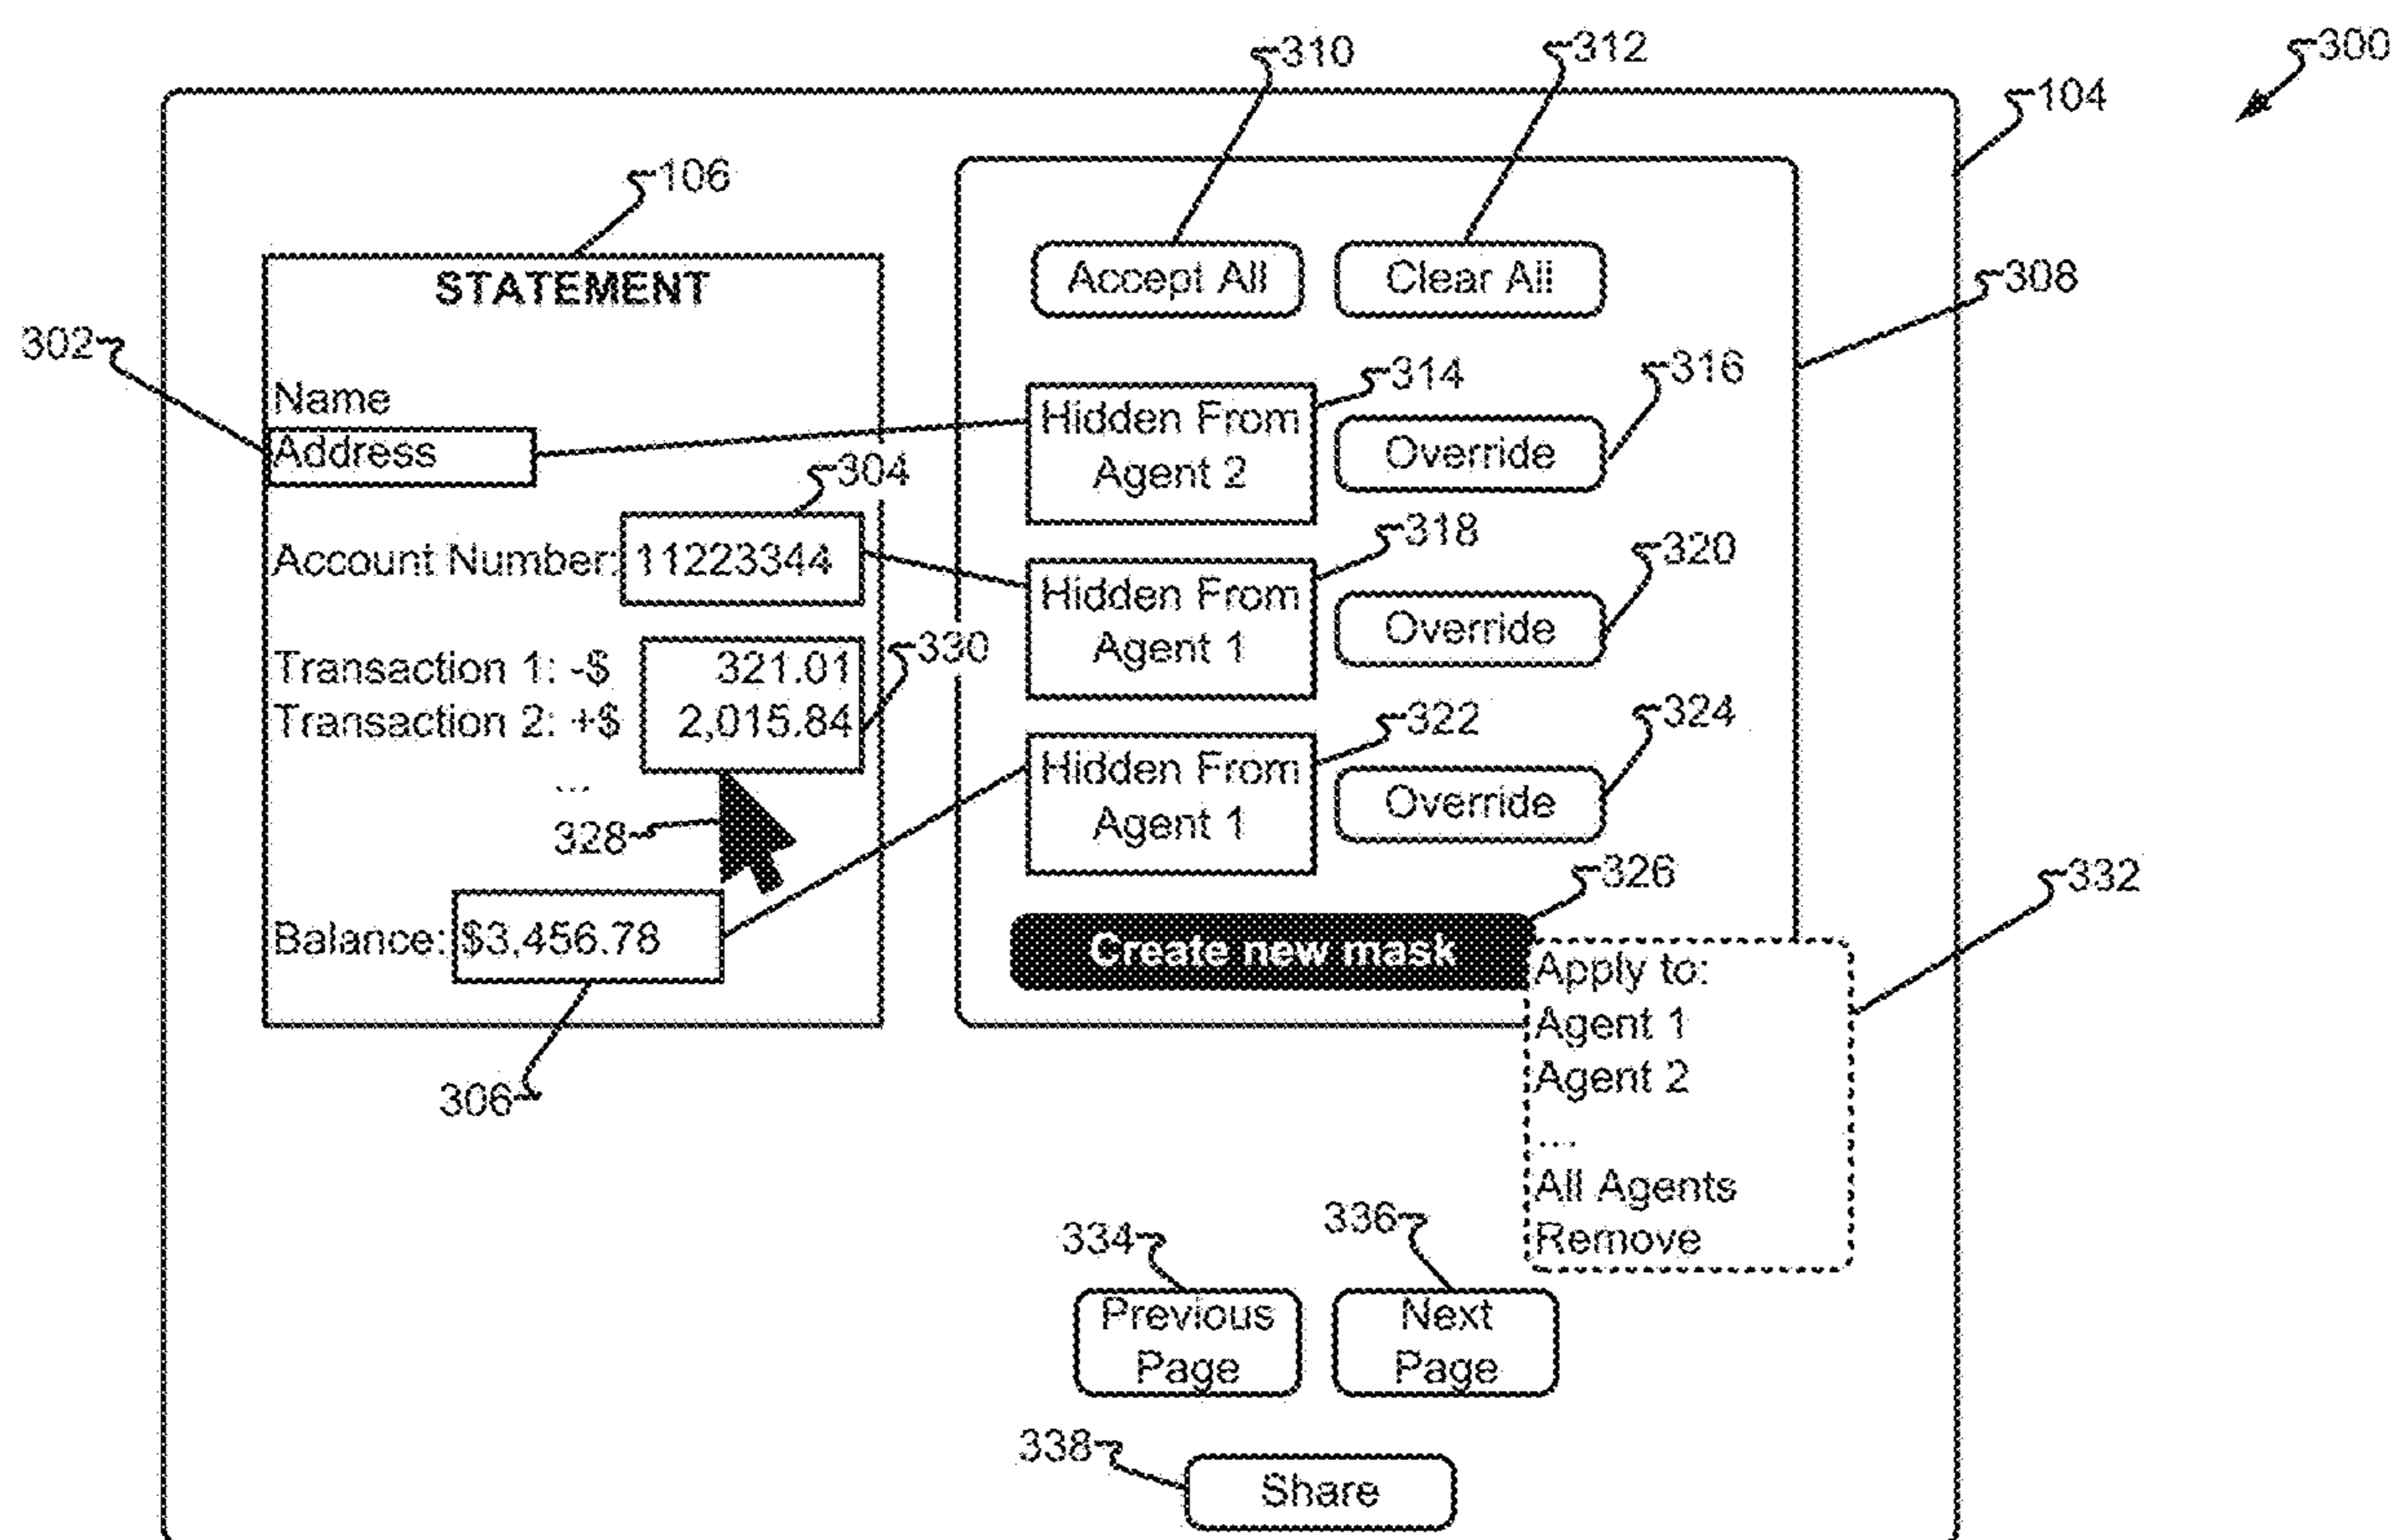 310
312
300
104
106
STATEMENT
Accept All
Clear All
308
302
Name
Address
314
Hidden From
Agent 2
316
Override
304
Account Number: 11223344
318
Hidden From
Agent 1
320
Override
330
Transaction 1: -$ 321.01
Transaction 2: +$ 2,015.84
...
322
Hidden From
Agent 1
324
Override
328
326
332
Balance: $3,456.78
Create new mask
306
Apply to:
Agent 1
Agent 2
...
All Agents
Remove
334
336
Previous
Page
Next
Page
338
Share